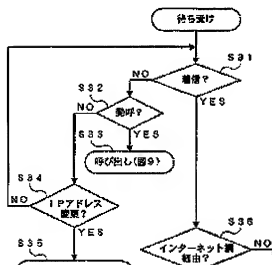 待ち受け
S31
着信?
NO
S32
YES
発呼?
NO
YES
S33
呼び出し(図9)
S34
IPアドレス
変更?
NO
YES
S35
S36
インターネット網
経由?
NO